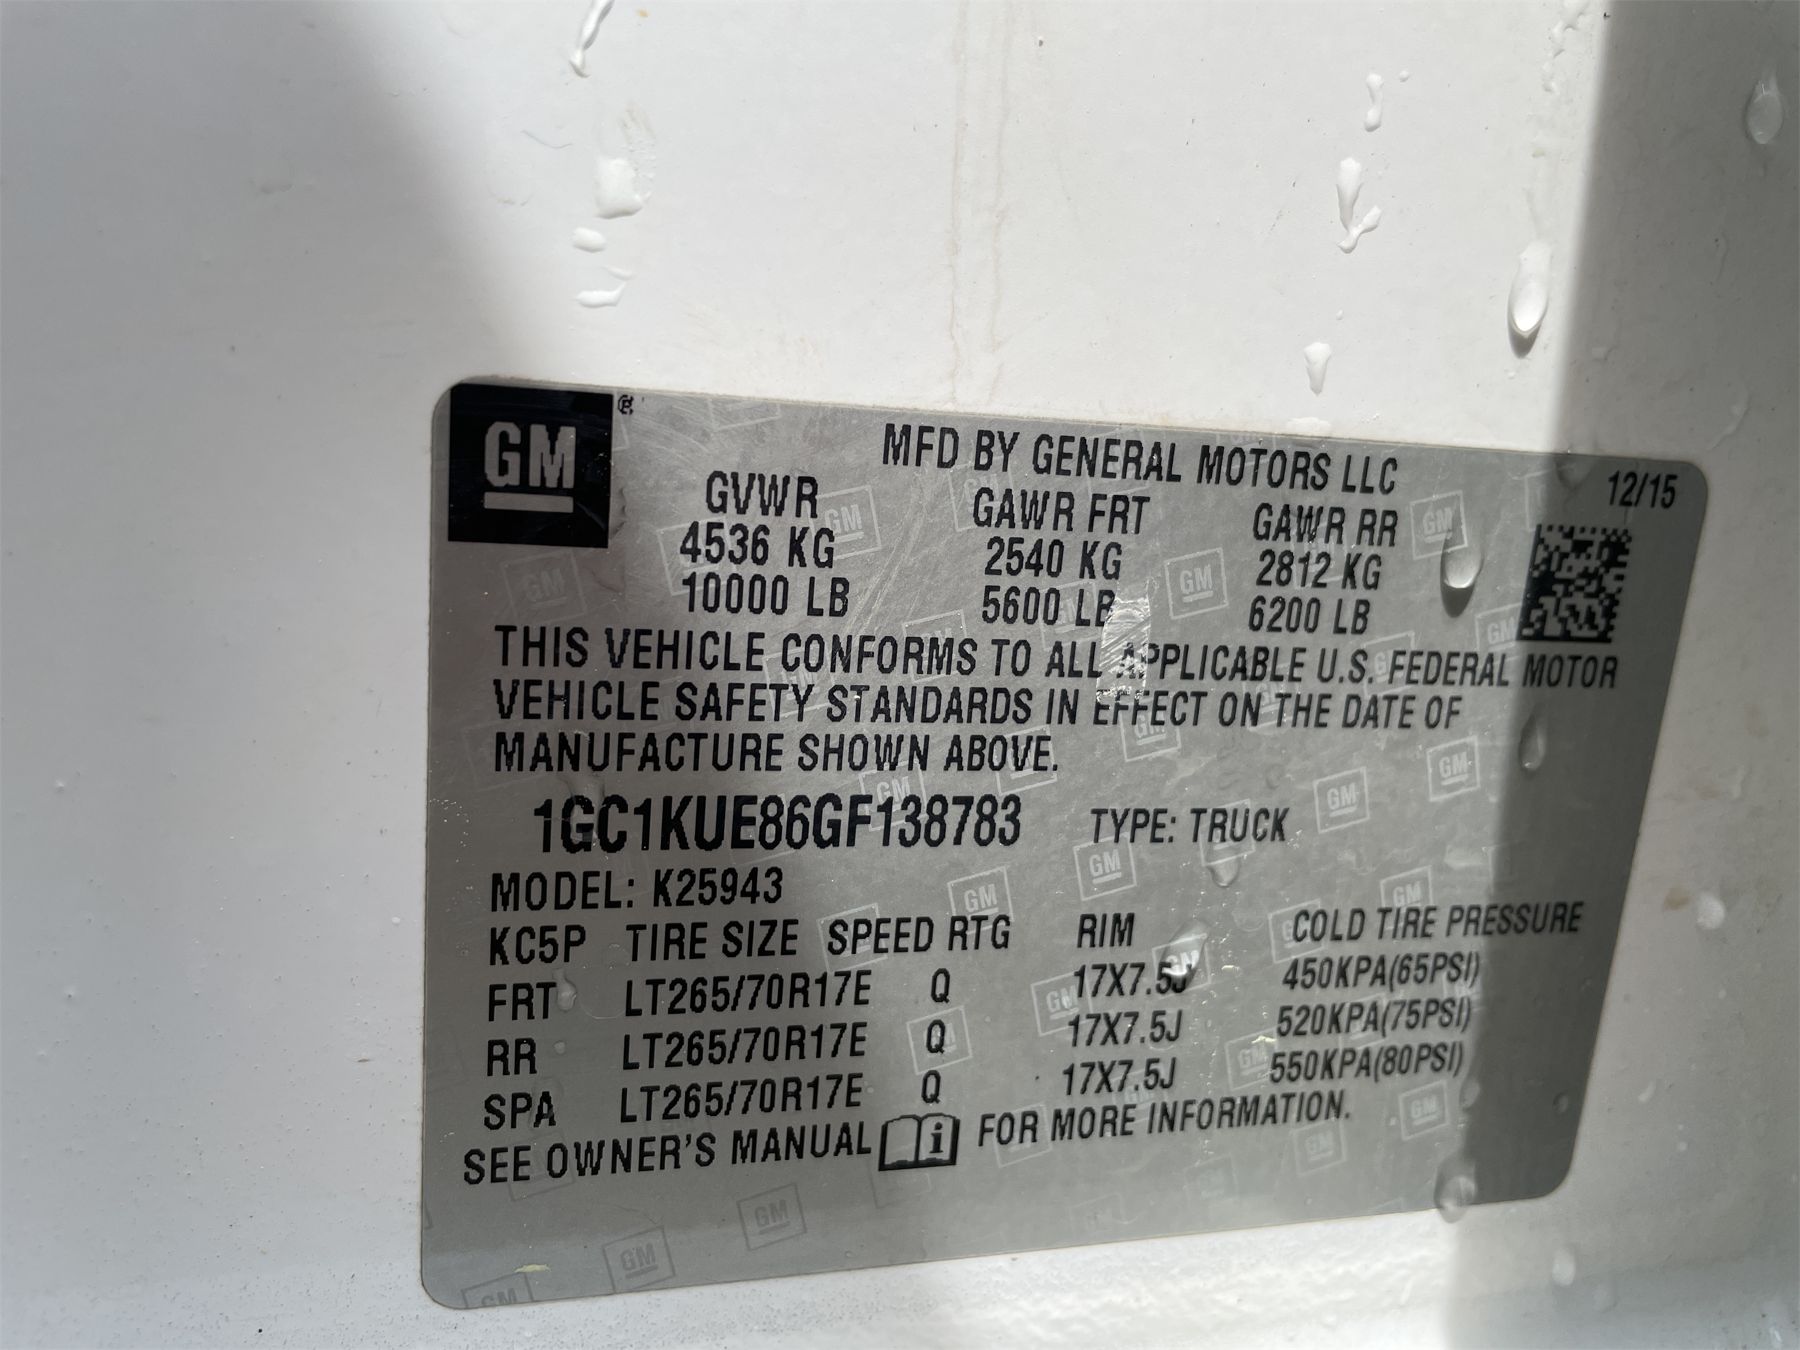 GM ®
MFD BY GENERAL MOTORS LLC
12/15
GVWR GAWR FRT GAWR RR
4536 KG 2540 KG 2812 KG
10000 LB 5600 LB 6200 LB
THIS VEHICLE CONFORMS TO ALL APPLICABLE U.S. FEDERAL MOTOR
VEHICLE SAFETY STANDARDS IN EFFECT ON THE DATE OF
MANUFACTURE SHOWN ABOVE.
1GC1KUE86GF138783 TYPE: TRUCK
MODEL: K25943
KC5P TIRE SIZE SPEED RTG RIM COLD TIRE PRESSURE
FRT LT265/70R17E Q 17X7.5J 450KPA(65PSI)
RR LT265/70R17E Q 17X7.5J 520KPA(75PSI)
SPA LT265/70R17E Q 17X7.5J 550KPA(80PSI)
SEE OWNER'S MANUAL i FOR MORE INFORMATION.